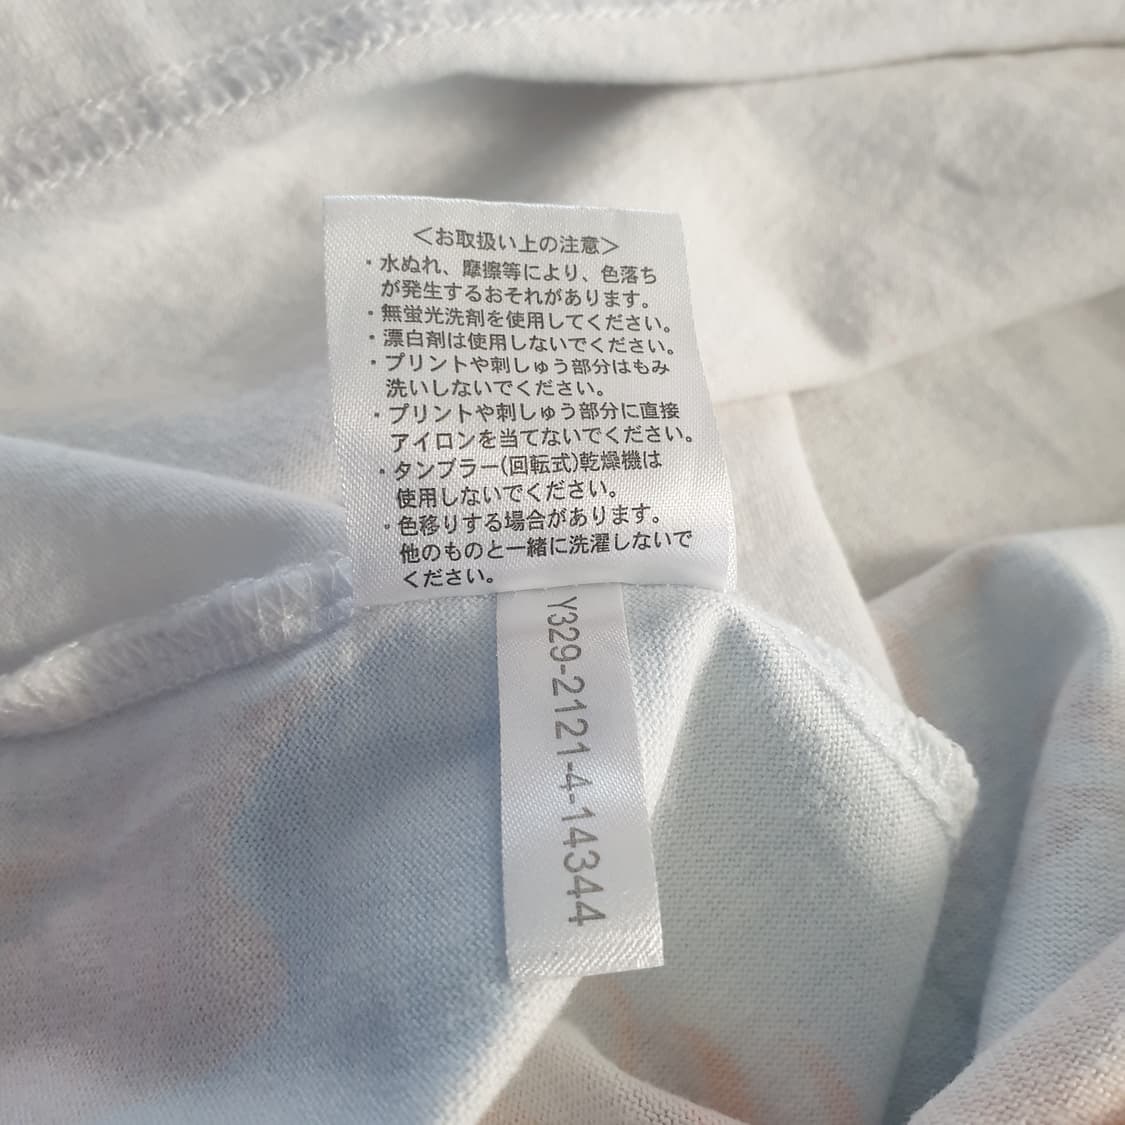 ＜お取扱い上の注意＞
・水ぬれ、摩擦等により、色落ち
が発生するおそれがあります。
・無蛍光洗剤を使用してください。
・漂白剤は使用しないでください。
・プリントや刺しゅう部分はもみ
洗いしないでください。
・プリントや刺しゅう部分に直接
アイロンを当てないでください。
・タンブラー(回転式)乾燥機は
使用しないでください。
・色移りする場合があります。
他のものと一緒に洗濯しないで
ください。
Y329-2121-4-14344